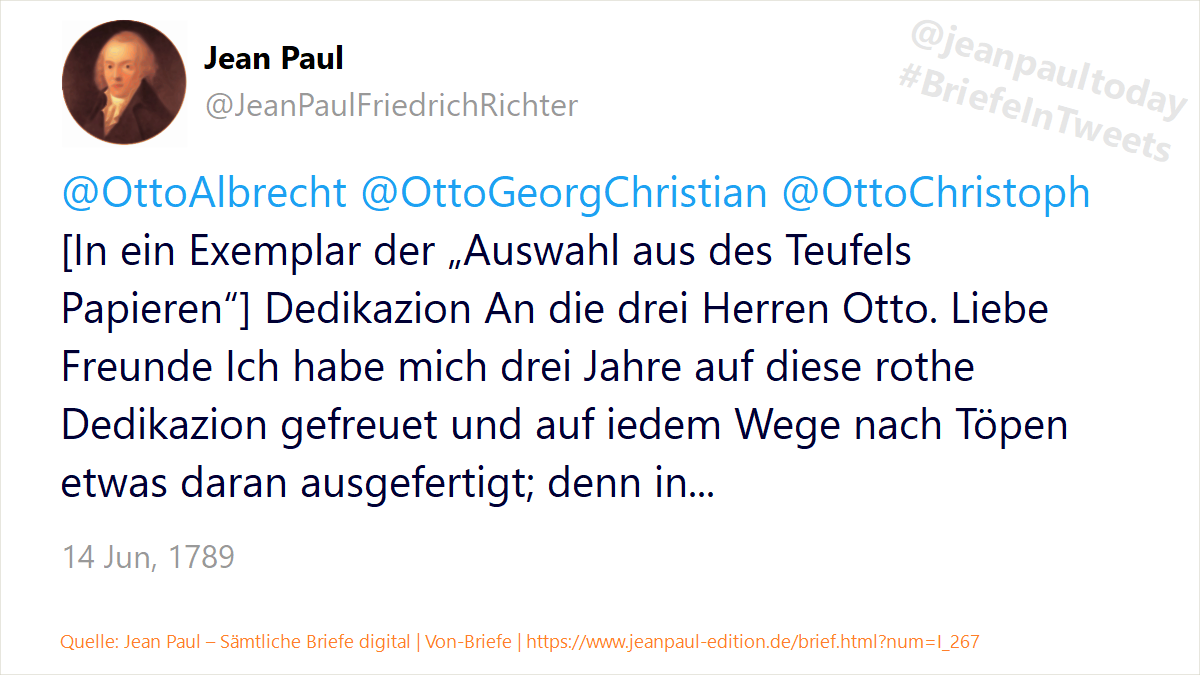 Jean Paul
@JeanPaulFriedrichRichter
@jeanpaultoday
#BriefeInTweets
@OttoAlbrecht @OttoGeorgChristian @OttoChristoph
[In ein Exemplar der „Auswahl aus des Teufels
Papieren“] Dedikazion An die drei Herren Otto. Liebe
Freunde Ich habe mich drei Jahre auf diese rothe
Dedikazion gefreuet und auf iedem Wege nach Töpen
etwas daran ausgefertigt; denn in...
14 Jun, 1789
Quelle: Jean Paul – Sämtliche Briefe digital | Von-Briefe | https://www.jeanpaul-edition.de/brief.html?num=I_267